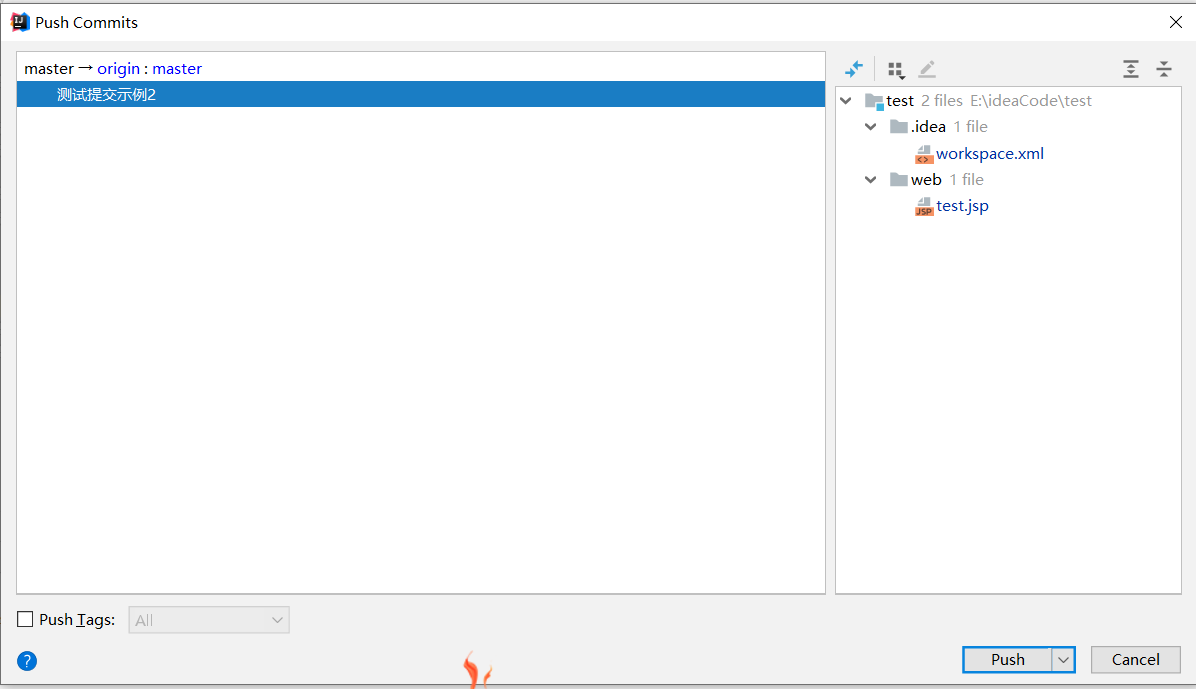 Push Commits
master → origin : master
测试提交示例2
test 2 files E:\ideaCode\test
.idea 1 file
workspace.xml
web 1 file
test.jsp
Push Tags: All
?
Push
Cancel